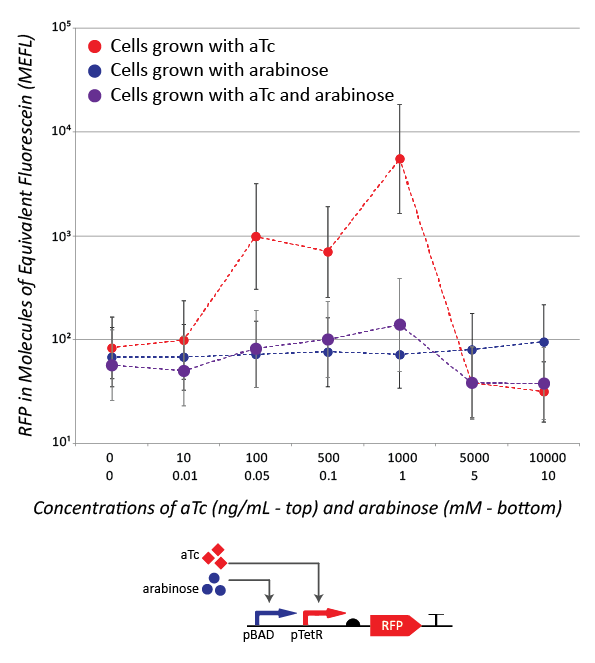 10⁵
Cells grown with aTc
Cells grown with arabinose
Cells grown with aTc and arabinose
10⁴
10³
10²
10¹
RFP in Molecules of Equivalent Fluorescein (MEFL)
0 10 100 500 1000 5000 10000
0 0.01 0.05 0.1 1 5 10
Concentrations of aTc (ng/mL - top) and arabinose (mM - bottom)
aTc
arabinose
RFP
pBAD pTetR